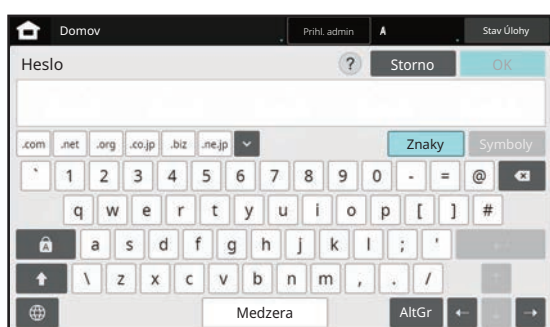 Domov Prihl. admin A Stav Úlohy
Heslo ? Storno OK
.com .net .org .co.jp .biz .ne.jp Znaky Symboly
` 1 2 3 4 5 6 7 8 9 0 - = @
q w e r t y u i o p [ ] #
A a s d f g h j k l ; '
\ z x c v b n m , . /
Medzera AltGr ← ↓ →